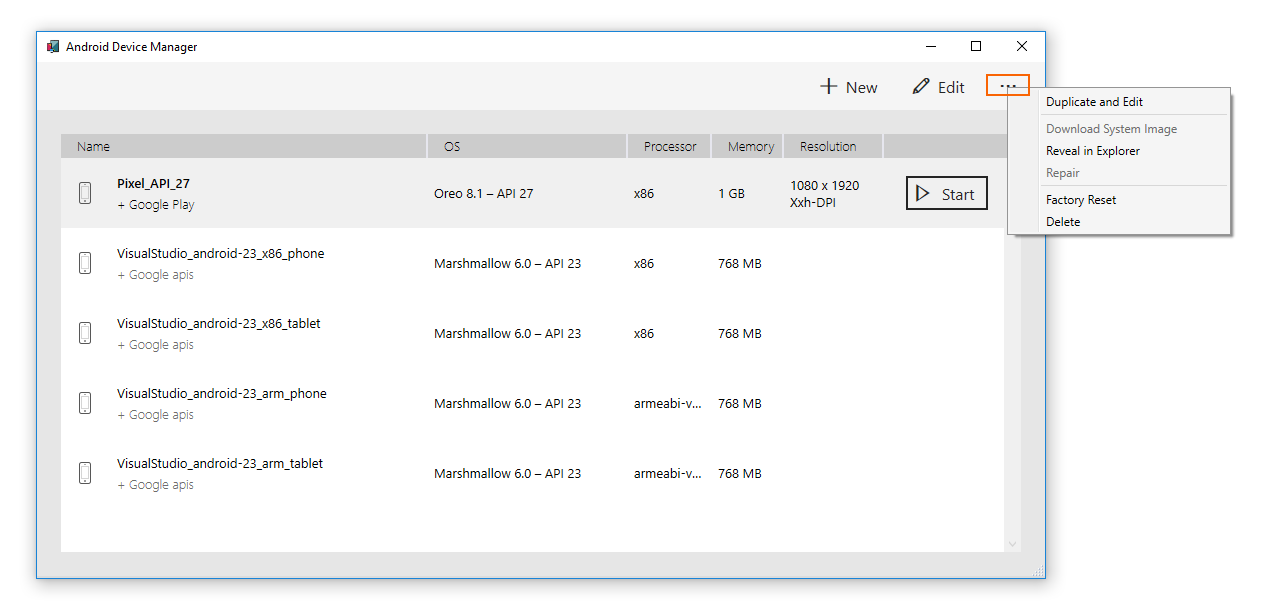 Android Device Manager
New Edit ...
Duplicate and Edit
Download System Image
Reveal in Explorer
Repair
Factory Reset
Delete
Name OS Processor Memory Resolution
Pixel_API_27
+ Google Play
Oreo 8.1 – API 27 x86 1 GB
1080 x 1920
Xxh-DPI
Start
VisualStudio_android-23_x86_phone
+ Google apis
Marshmallow 6.0 – API 23 x86 768 MB
VisualStudio_android-23_x86_tablet
+ Google apis
Marshmallow 6.0 – API 23 x86 768 MB
VisualStudio_android-23_arm_phone
+ Google apis
Marshmallow 6.0 – API 23 armeabi-v... 768 MB
VisualStudio_android-23_arm_tablet
+ Google apis
Marshmallow 6.0 – API 23 armeabi-v... 768 MB